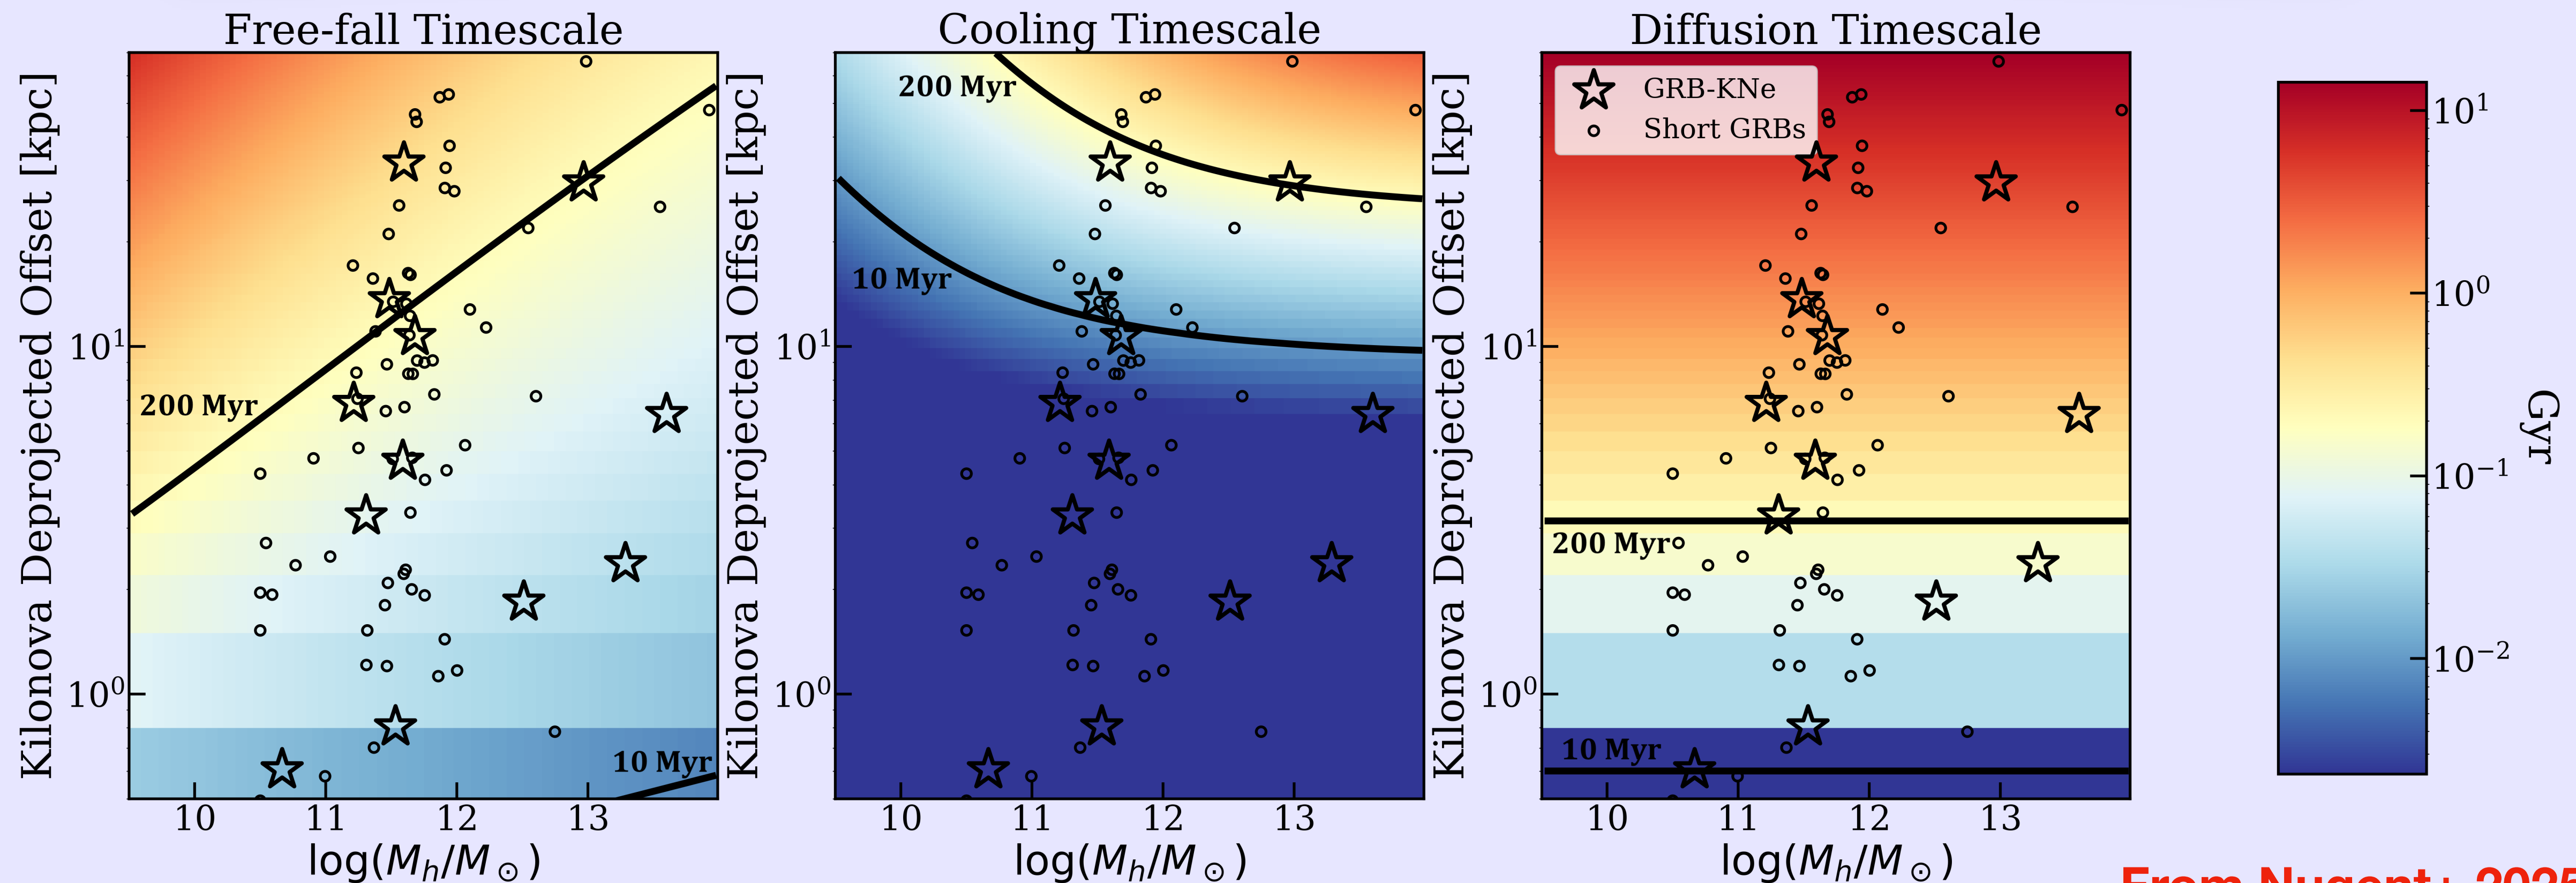 Free-fall Timescale
Kilonova Deprojected Offset [kpc]
10¹
10⁰
200 Myr
10 Myr
10 11 12 13
log(M_h/M_⊙)
Cooling Timescale
Kilonova Deprojected Offset [kpc]
10¹
10⁰
200 Myr
10 Myr
10 11 12 13
log(M_h/M_⊙)
Diffusion Timescale
Kilonova Deprojected Offset [kpc]
10¹
10⁰
GRB-KNe
Short GRBs
200 Myr
10 Myr
10 11 12 13
log(M_h/M_⊙)
10¹
10⁰
10⁻¹
10⁻²
Gyr
From Nugent+ 2025